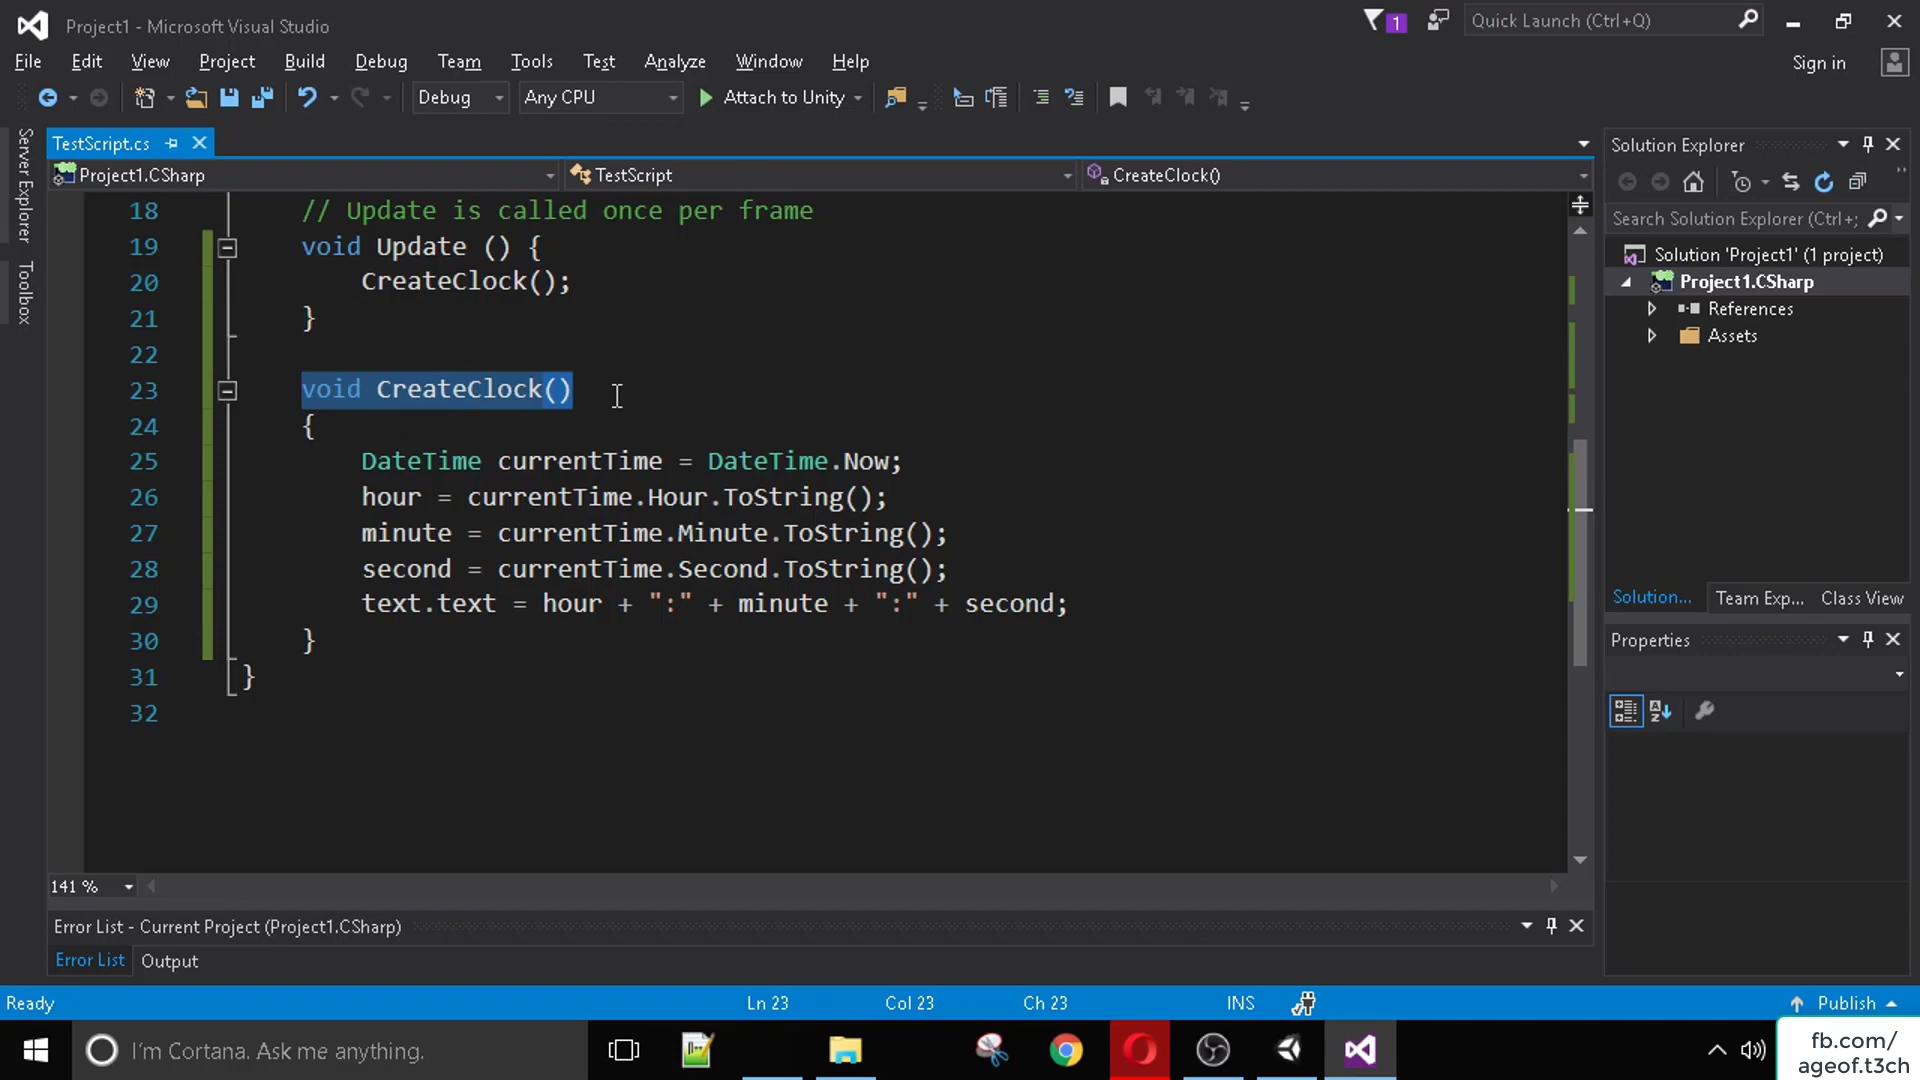 Project1 - Microsoft Visual Studio
1
Quick Launch (Ctrl+Q)
File Edit View Project Build Debug Team Tools Test Analyze Window Help
Sign in
Debug Any CPU Attach to Unity
Server Explorer
Toolbox
TestScript.cs
Project1.CSharp TestScript CreateClock()
18 // Update is called once per frame
19 void Update () {
20 CreateClock();
21 }
22
23 void CreateClock()
24 {
25 DateTime currentTime = DateTime.Now;
26 hour = currentTime.Hour.ToString();
27 minute = currentTime.Minute.ToString();
28 second = currentTime.Second.ToString();
29 text.text = hour + ":" + minute + ":" + second;
30 }
31 }
32
141 %
Error List - Current Project (Project1.CSharp)
Error List Output
Solution Explorer
Search Solution Explorer (Ctrl+;
Solution 'Project1' (1 project)
Project1.CSharp
References
Assets
Solution... Team Exp... Class View
Properties
Ready Ln 23 Col 23 Ch 23 INS Publish
I'm Cortana. Ask me anything.
fb.com/
ageof.t3ch